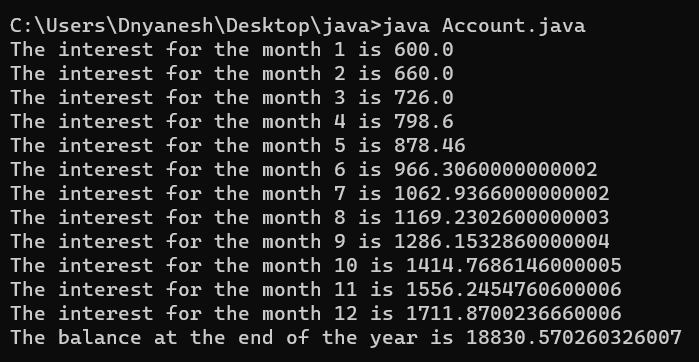 C:\Users\Dnyanesh\Desktop\java>java Account.java
The interest for the month 1 is 600.0
The interest for the month 2 is 660.0
The interest for the month 3 is 726.0
The interest for the month 4 is 798.6
The interest for the month 5 is 878.46
The interest for the month 6 is 966.3060000000002
The interest for the month 7 is 1062.9366000000002
The interest for the month 8 is 1169.2302600000003
The interest for the month 9 is 1286.1532860000004
The interest for the month 10 is 1414.7686146000005
The interest for the month 11 is 1556.2454760600006
The interest for the month 12 is 1711.8700236660006
The balance at the end of the year is 18830.570260326007